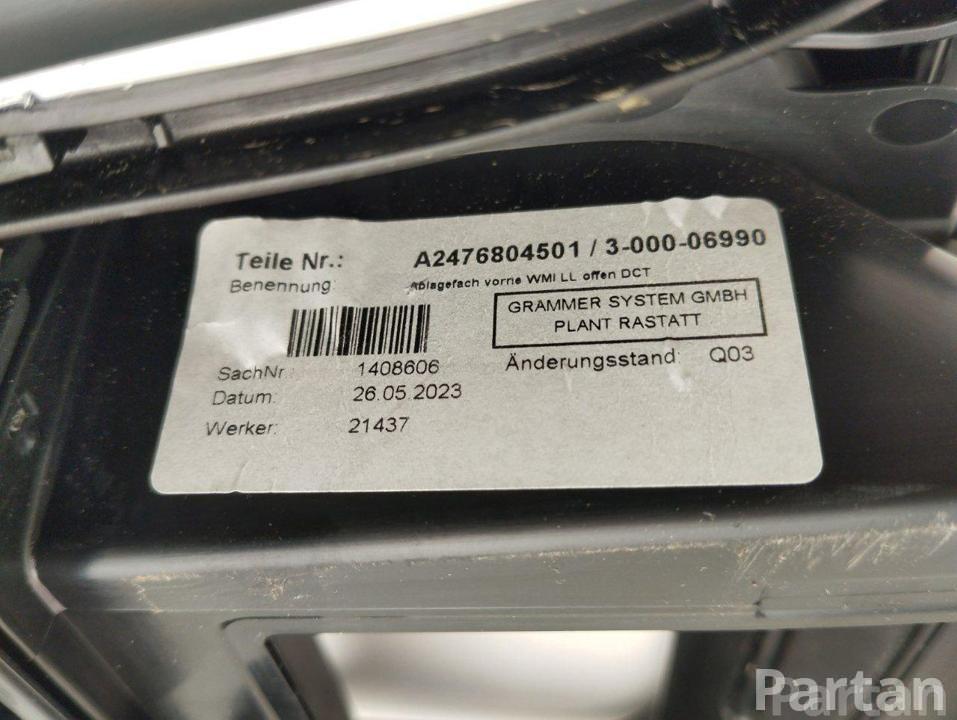 Teile Nr.: A2476804501 / 3-000-06990
Benennung: Ablagefach vorne WMI LL offen DCT
GRAMMER SYSTEM GMBH
PLANT RASTATT
SachNr.: 1408606
Änderungsstand: Q03
Datum: 26.05.2023
Werker: 21437
Partan